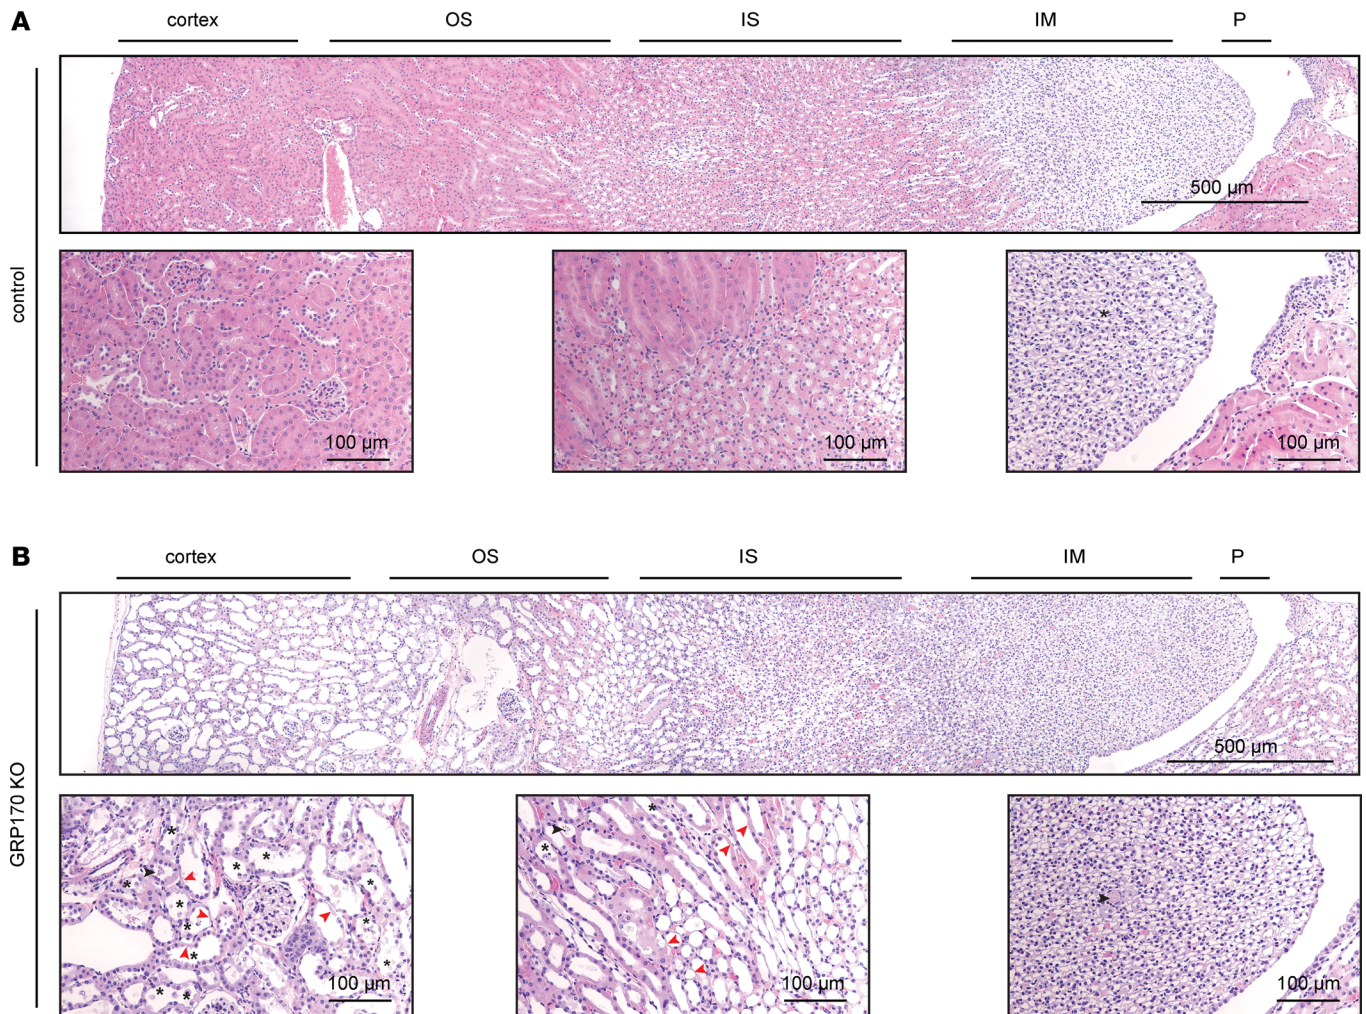 A
cortex OS IS IM P
control
500 µm
100 µm 100 µm * 100 µm
B
cortex OS IS IM P
GRP170 KO
500 µm
* * * * * * * * * * * * 100 µm
* * 100 µm
100 µm